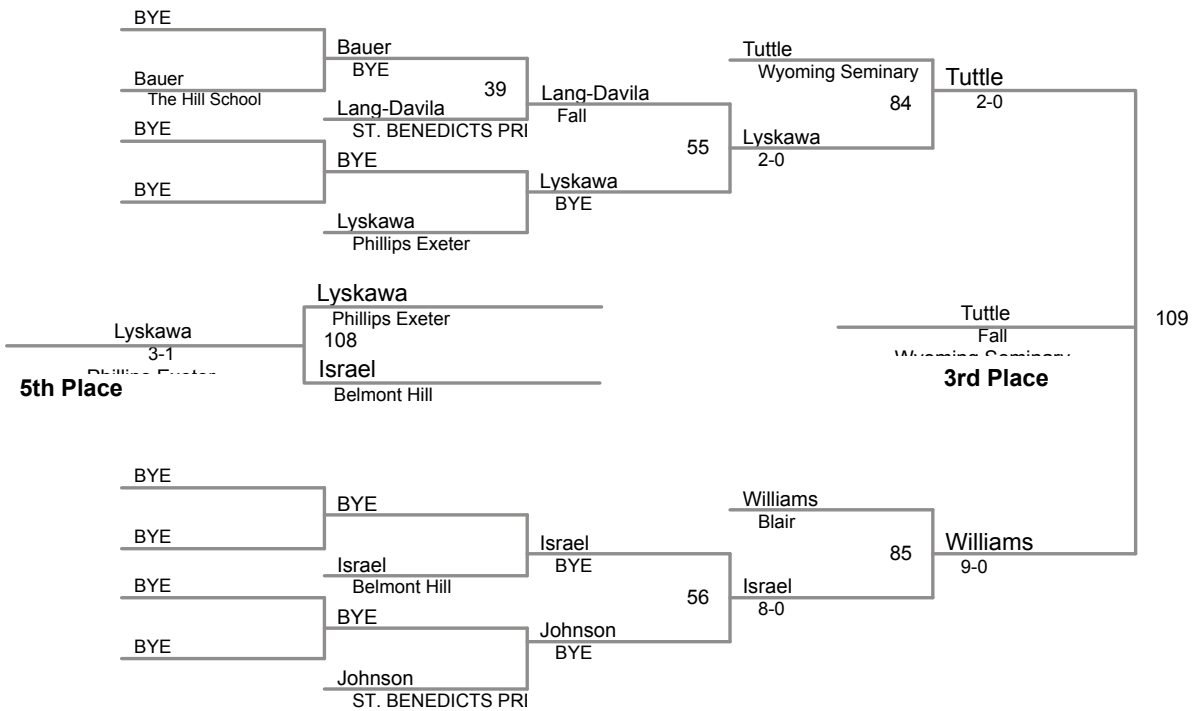 BYE
Bauer
The Hill School
BYE
BYE
Bauer
BYE
39
Lang-Davila
ST. BENEDICTS PRI
BYE
Lyskawa
Phillips Exeter
Lang-Davila
Fall
55
Lyskawa
BYE
Tuttle
Wyoming Seminary
84
Lyskawa
2-0
Tuttle
2-0
Lyskawa
3-1
Phillips Exeter
5th Place
Lyskawa
Phillips Exeter
108
Israel
Belmont Hill
Tuttle
Fall
Wyoming Seminary
3rd Place
109
BYE
BYE
BYE
BYE
BYE
Israel
Belmont Hill
BYE
Johnson
ST. BENEDICTS PRI
Israel
BYE
56
Johnson
BYE
Williams
Blair
85
Israel
8-0
Williams
9-0